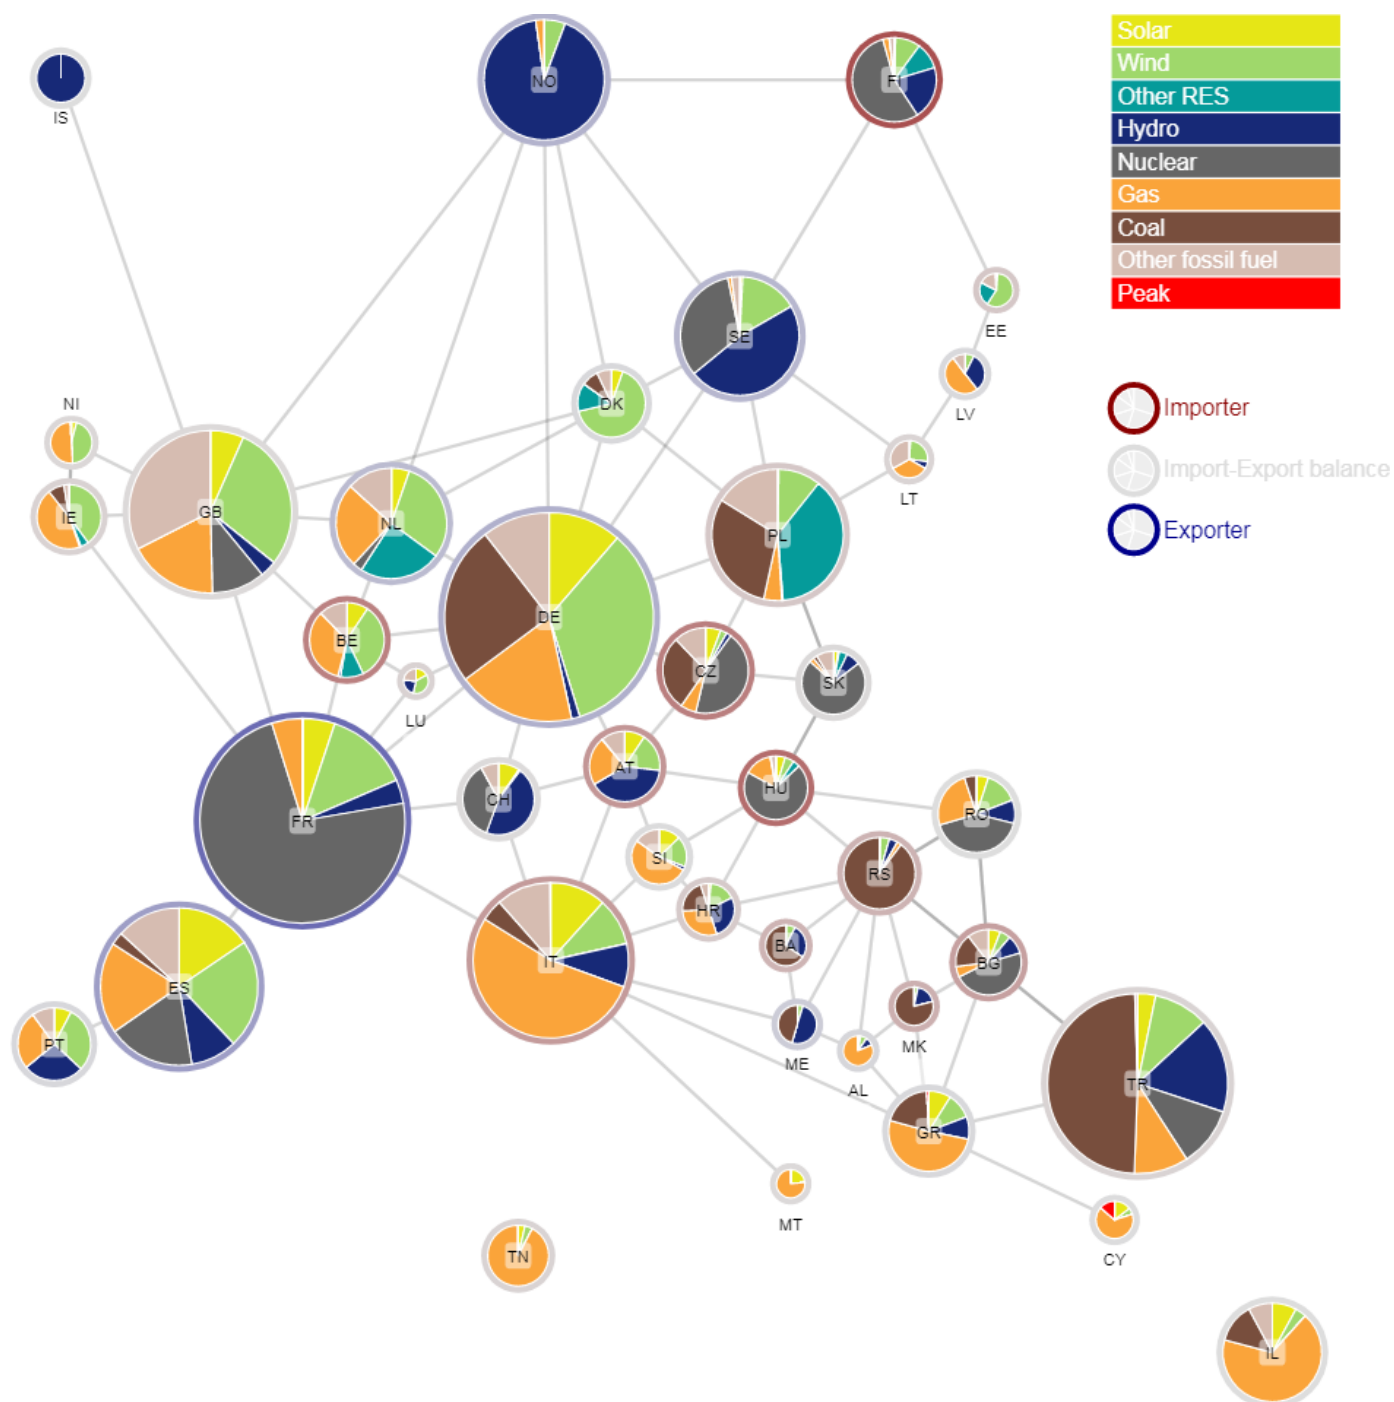 Solar
Wind
Other RES
Hydro
Nuclear
Gas
Coal
Other fossil fuel
Peak
Importer
Import-Export balance
Exporter
NO
FI
IS
EE
SE
LV
DK
NI
LT
GB
IE
NL
PL
DE
BE
CZ
SK
LU
AT
HU
CH
FR
RO
SI
RS
HR
BA
IT
BG
ES
MK
ME
PT
AL
TR
GR
MT
CY
TN
IL